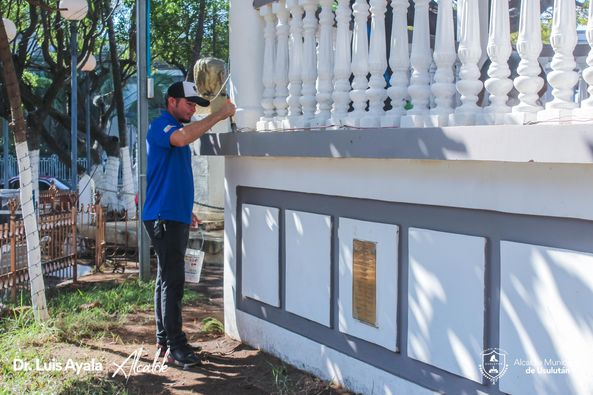 Dr. Luis Ayala
Alcalde
Alcaldía Municipal
de Usulután